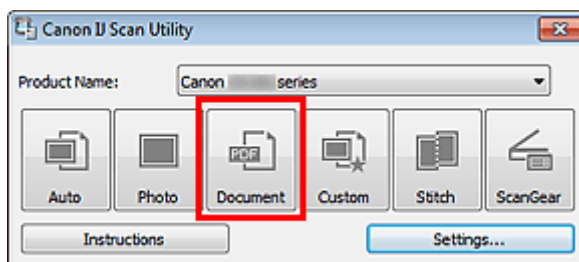 Canon IJ Scan Utility
Product Name: Canon series
PDF
Auto Photo Document Custom Stitch ScanGear
Instructions Settings...